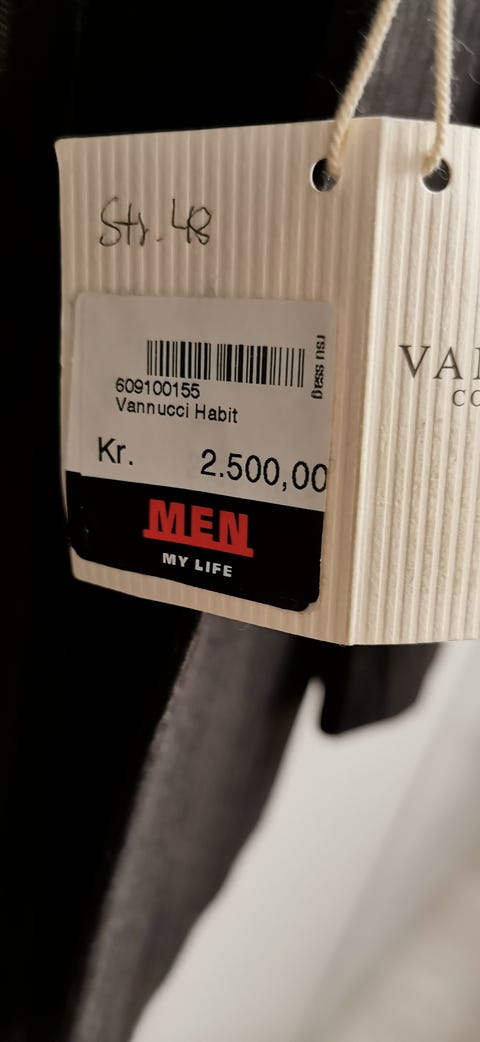 Str. 48
609100155
Vannucci Habit
Kr. 2.500,00
MEN
MY LIFE